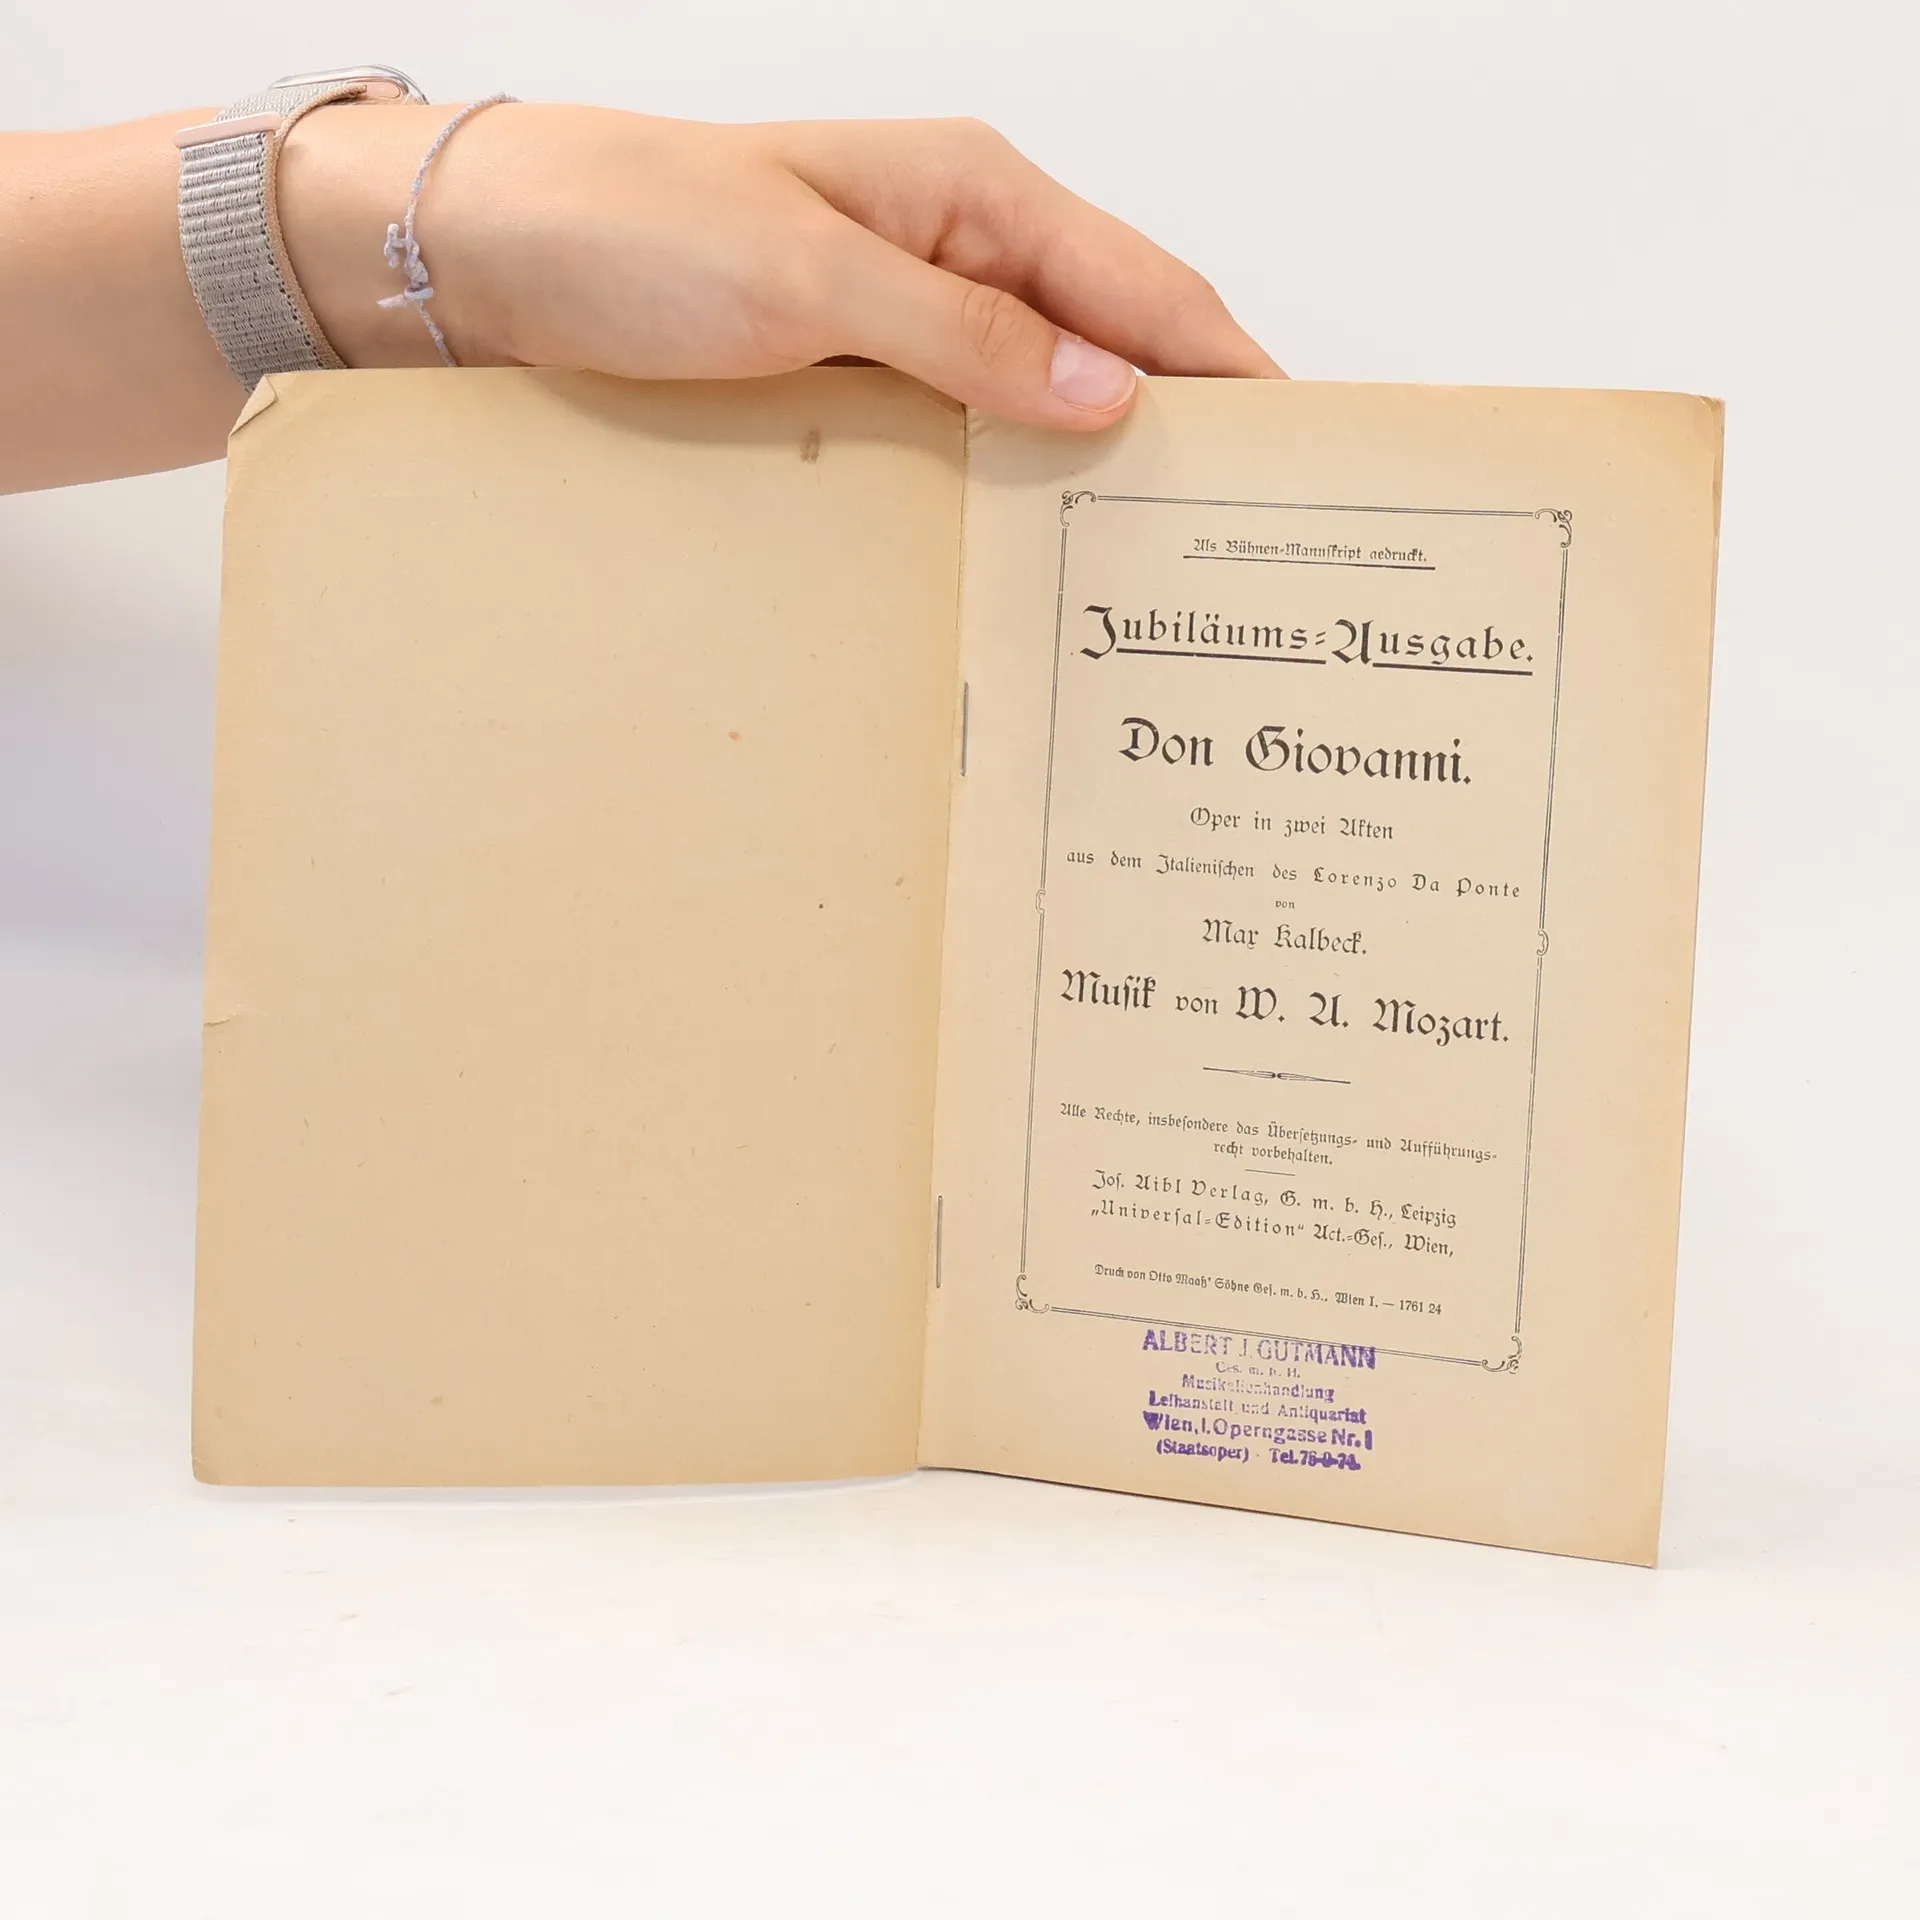 Als Bühnen-Mannſkript aedruckt.
Jubiläums-Ausgabe.
Don Giovanni.
Oper in zwei Akten
aus dem Italieniſchen des Lorenzo Da Ponte
von
Max Kalbeck.
Muſik von W. A. Mozart.
Alle Rechte, insbeſondere das Überſetzungs- und Aufführungs-
recht vorbehalten.
Joſ. Aibl Verlag, G. m. b. H., Leipzig
„Univerſal-Edition“ Act.-Geſ., Wien,
Druck von Otto Maaß' Söhne Geſ. m. b. H., Wien I. — 1761 24
ALBERT J. GUTMANN
Ges. m. b. H.
Musikalienhandlung
Leihanstalt und Antiquariat
Wien, I. Operngasse Nr. 1
(Staatsoper) · Tel.